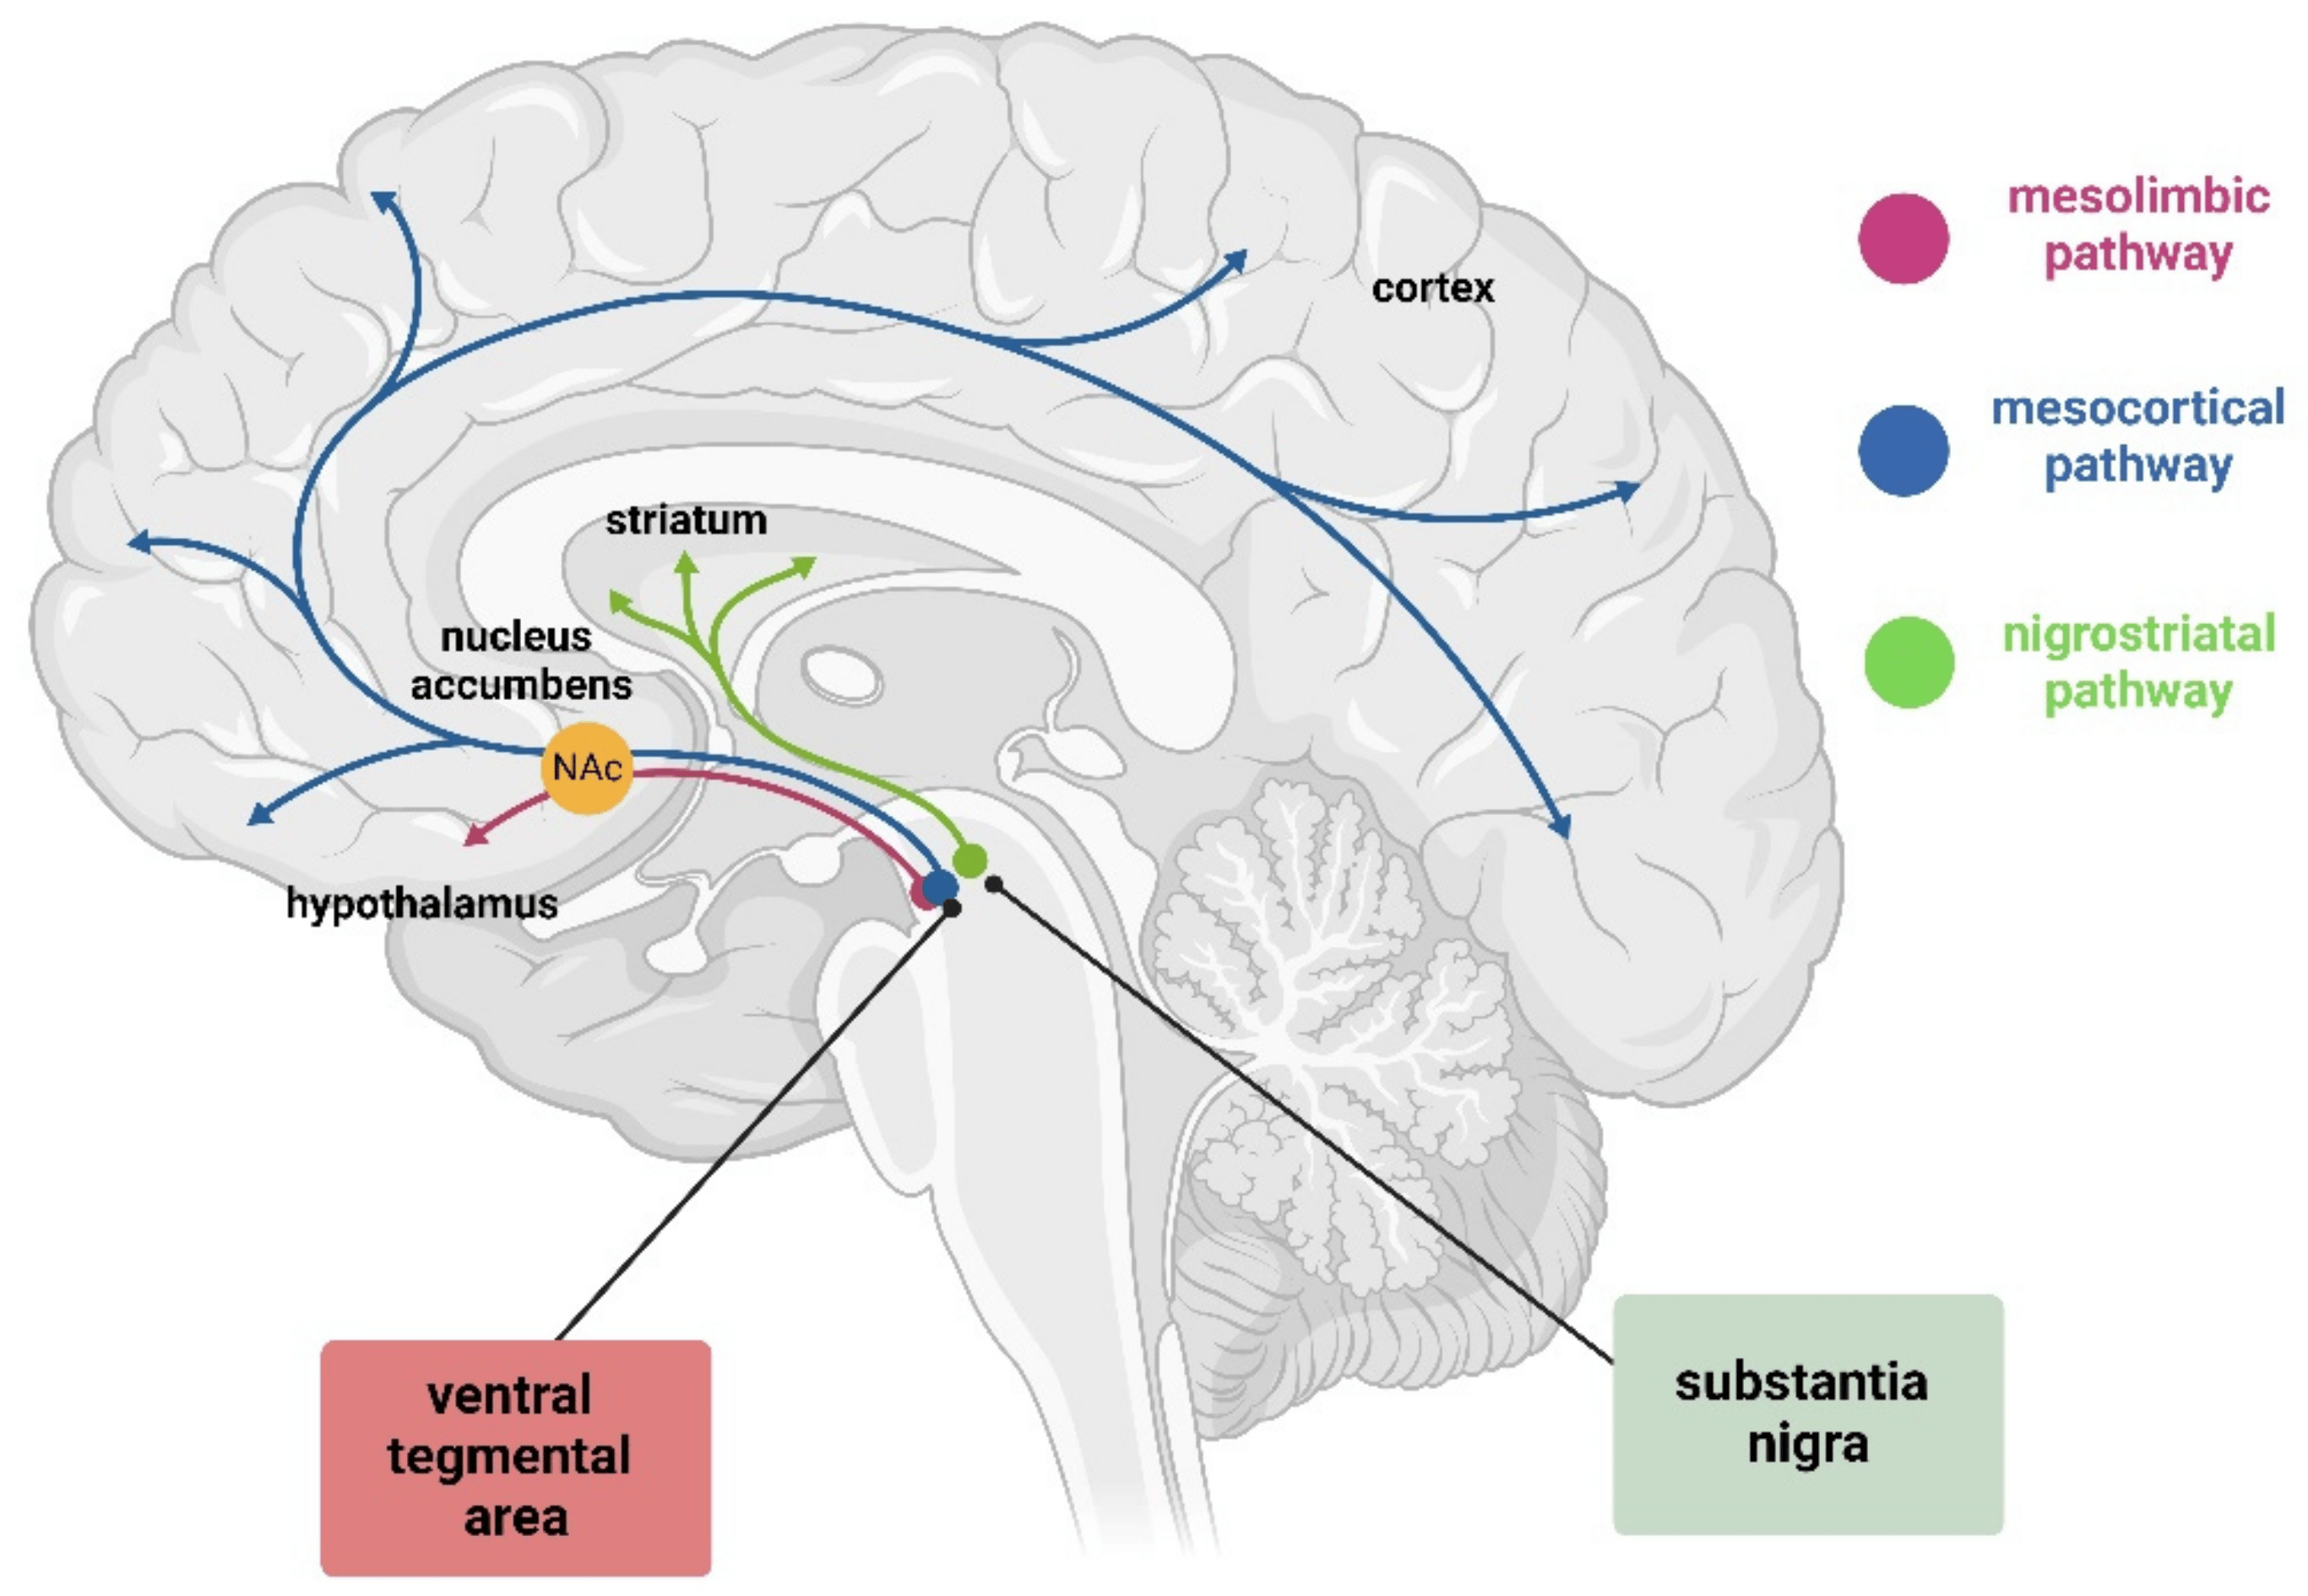 mesolimbic
pathway
cortex
mesocortical
pathway
striatum
nucleus
accumbens
nigrostriatal
pathway
NAc
hypothalamus
ventral
tegmental
area
substantia
nigra